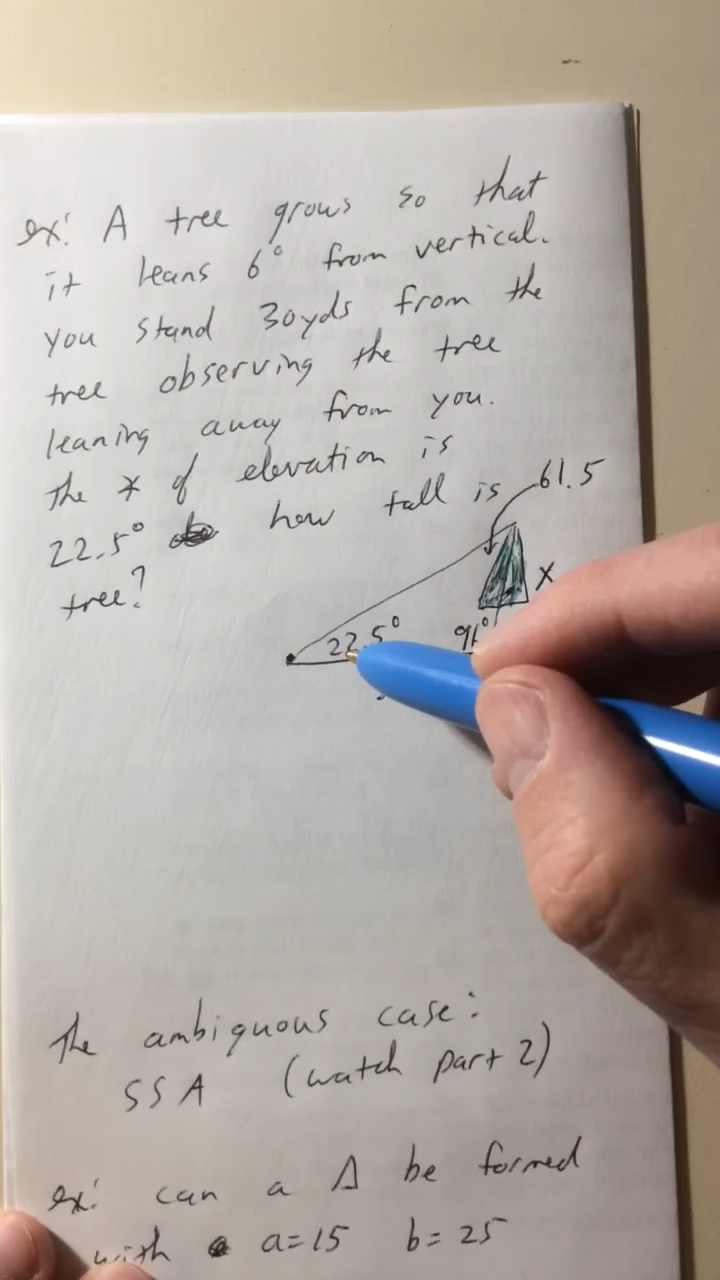 ex: A tree grows so that
it leans 6° from vertical.
you stand 30yds from the
tree observing the tree
leaning away from you.
The ∡ of elevation is
22.5° how tall is
tree?
61.5
X
22.5°
The ambiguous case:
SSA (watch part 2)
ex: can a Δ be formed
with a=15 b=25